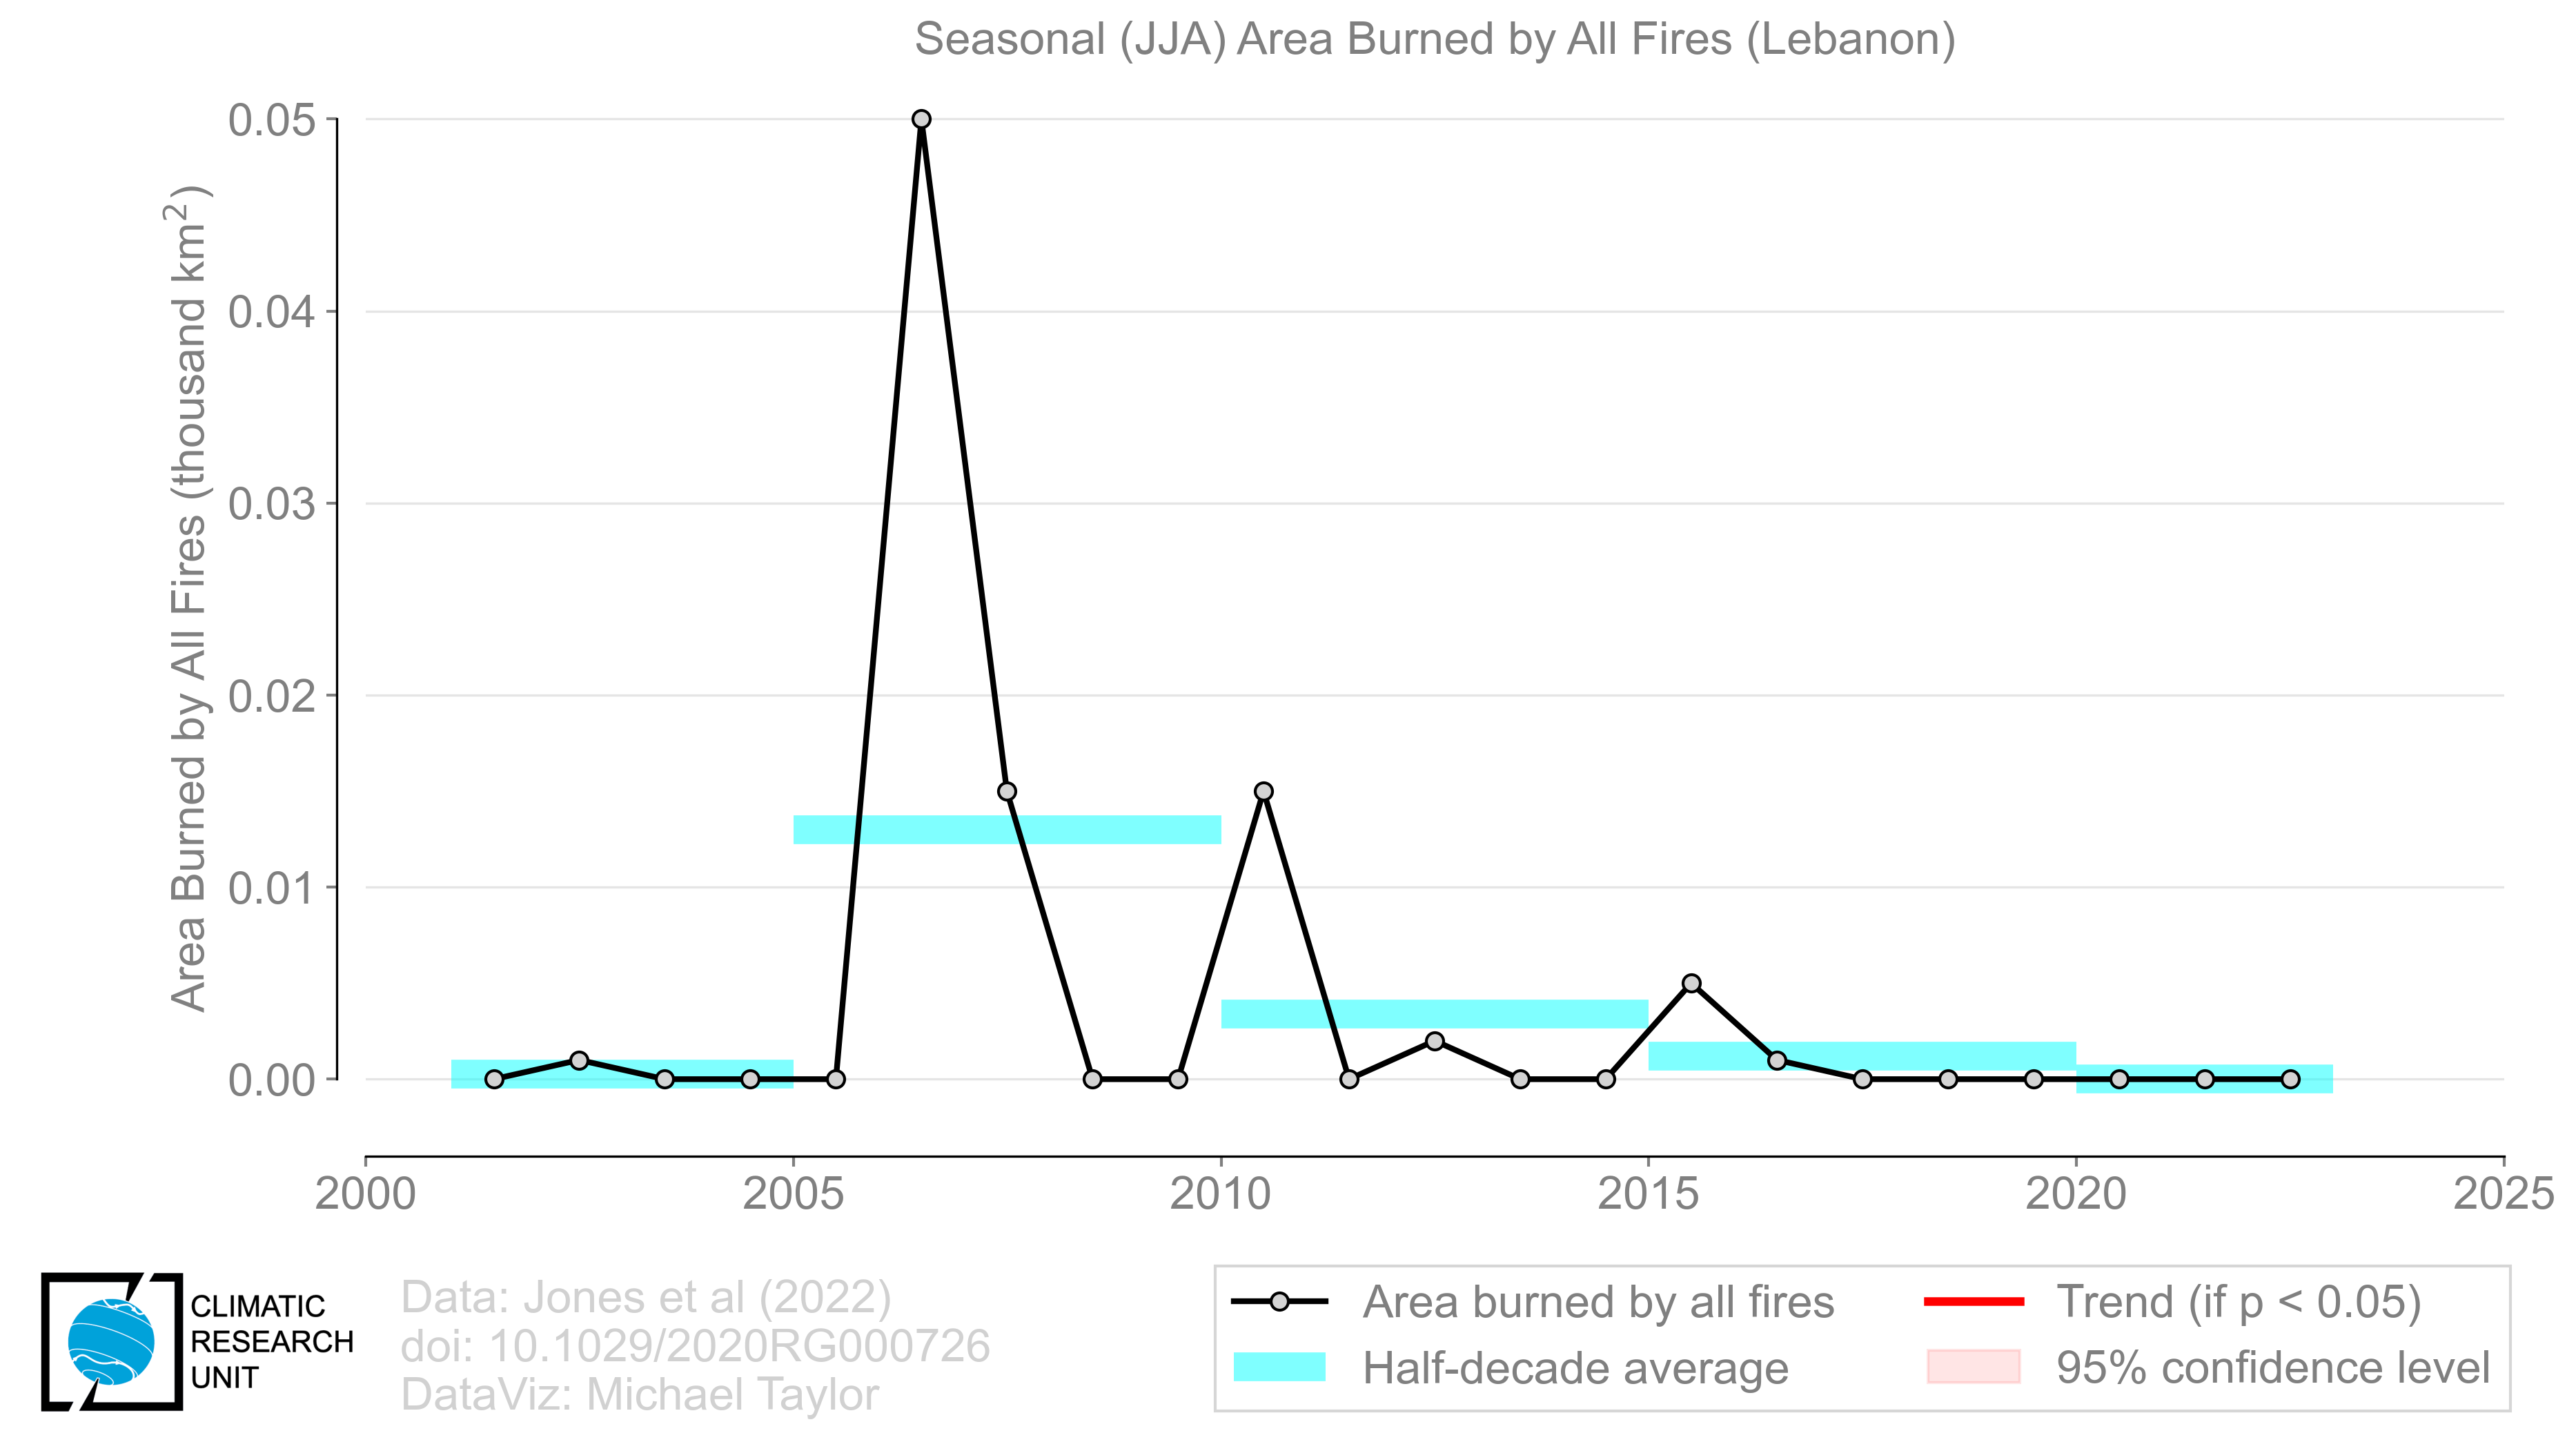 Seasonal (JJA) Area Burned by All Fires (Lebanon)
Area Burned by All Fires (thousand km²)
0.05
0.04
0.03
0.02
0.01
0.00
2000 2005 2010 2015 2020 2025
CLIMATIC
RESEARCH
UNIT
Data: Jones et al (2022)
doi: 10.1029/2020RG000726
DataViz: Michael Taylor
Area burned by all fires
Half-decade average
Trend (if p < 0.05)
95% confidence level